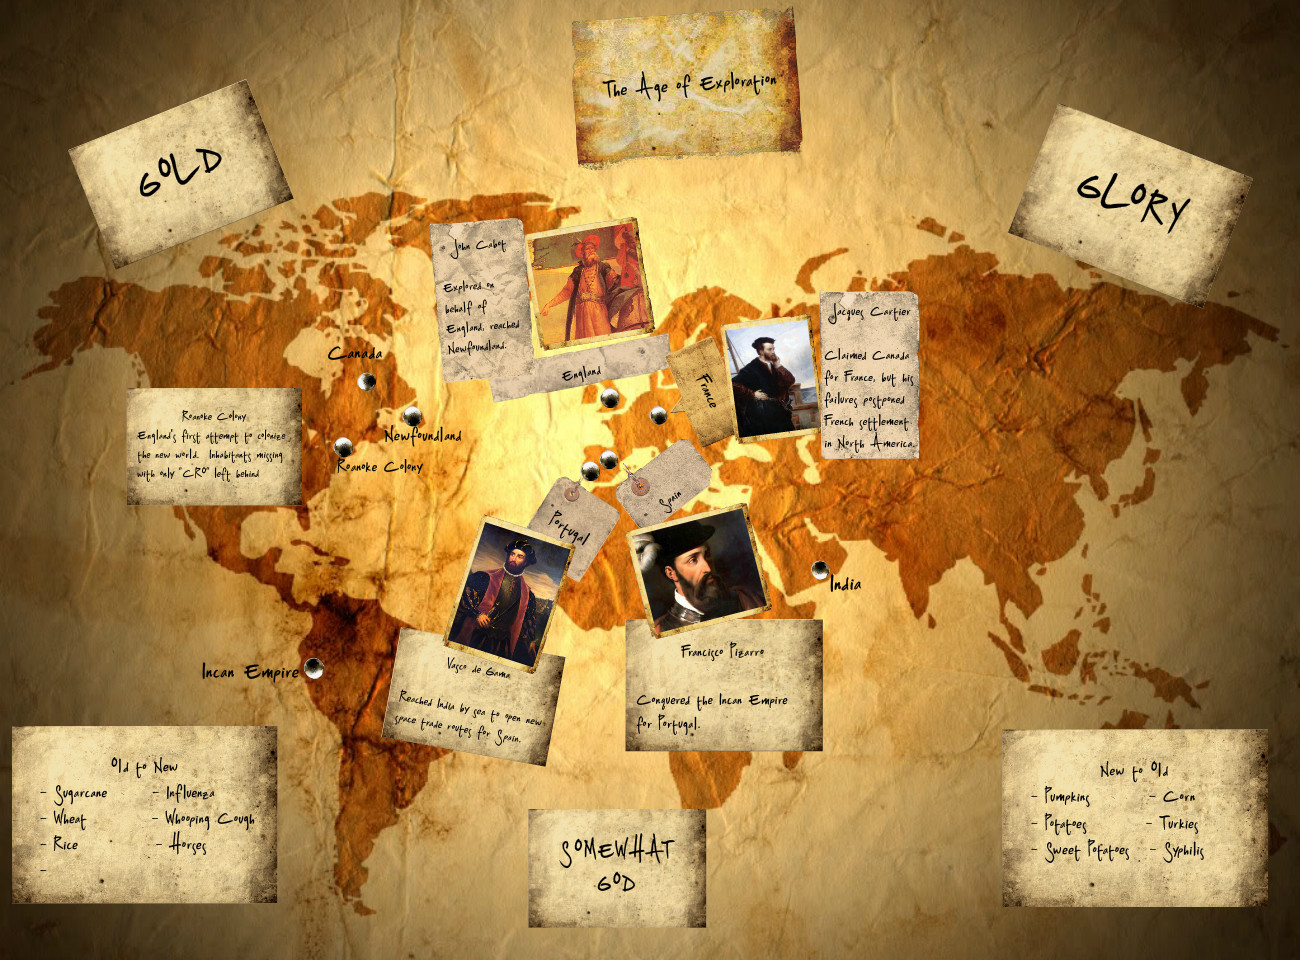 The Age of Exploration
GOLD
GLORY
John Cabot
Explored on
behalf of
England, reached
Newfoundland.
England
France
Jacques Cartier
Claimed Canada
for France, but his
failures postponed
French settlement
in North America.
Canada
Newfoundland
Roanoke Colony
Roanoke Colony
England's first attempt to colonize
the new world. Inhabitants missing
with only "CRO" left behind
Portugal
Spain
India
Incan Empire
Vasco de Gama
Reached India by sea to open new
space trade routes for Spain.
Francisco Pizarro
Conquered the Incan Empire
for Portugal.
Old to New
- Sugarcane - Influenza
- Wheat - Whooping Cough
- Rice - Horses
-
SOMEWHAT
GOD
New to Old
- Pumpkins - Corn
- Potatoes - Turkies
- Sweet Potatoes - Syphilis